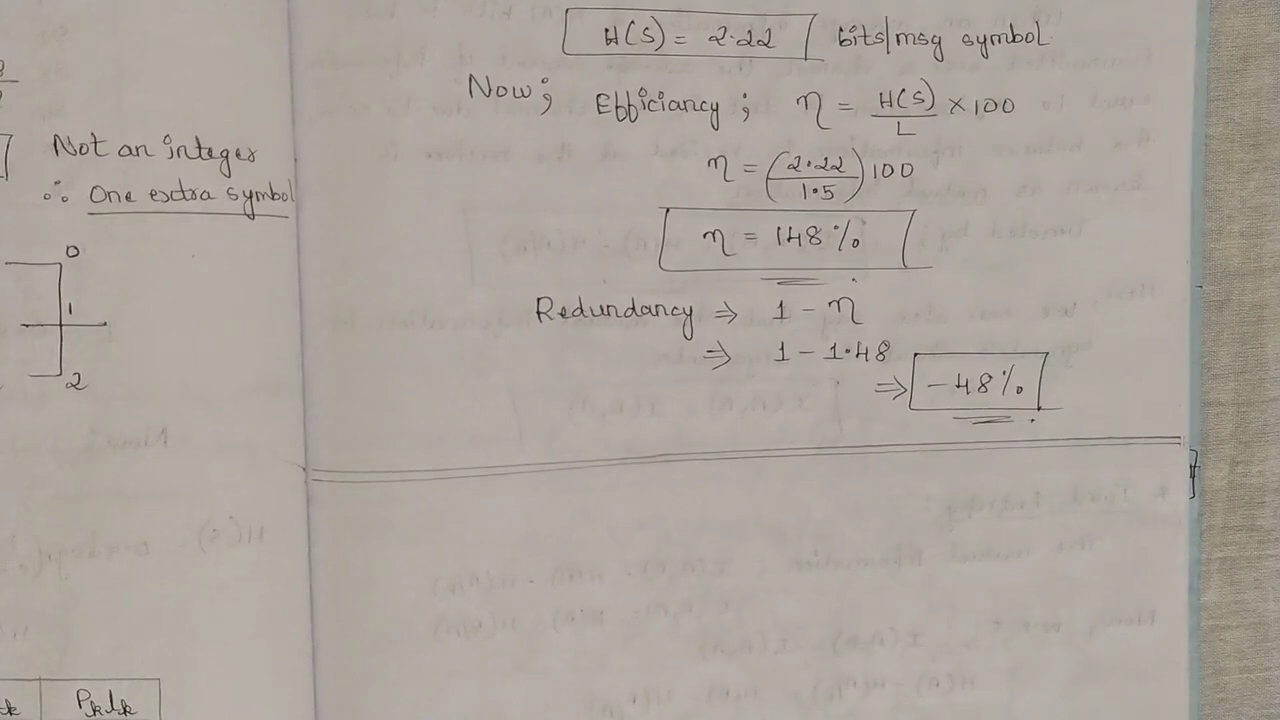 Not an integer
∴ One extra symbol
0
1
2
Pklk
H(S) = 2.22 bits/msg symbol.
Now; Efficiancy; η = H(S)/L × 100
η = (2.22/1.5) 100
η = 148%
Redundancy ⇒ 1 - η
⇒ 1 - 1.48
⇒ -48%